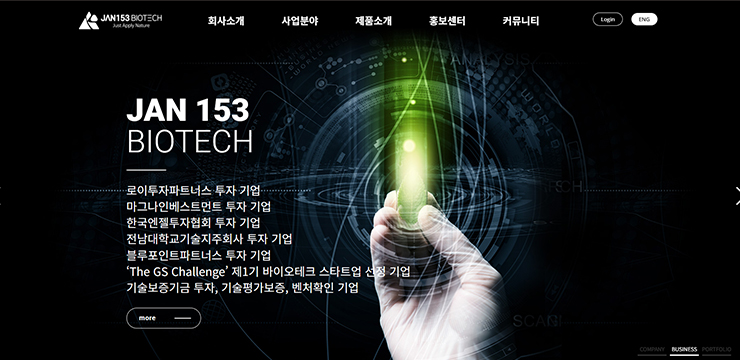 JAN153 BIOTECH
Just Apply Nature
회사소개 사업분야 제품소개 홍보센터 커뮤니티
Login ENG
ANALYSIS
WORLD
JAN 153
BIOTECH
로이투자파트너스 투자 기업
마그나인베스트먼트 투자 기업
한국엔젤투자협회 투자 기업
전남대학교기술지주회사 투자 기업
블루포인트파트너스 투자 기업
‘The GS Challenge’ 제1기 바이오테크 스타트업 선정 기업
기술보증기금 투자, 기술평가보증, 벤처확인 기업
more
COMPANY BUSINESS PORTFOLIO